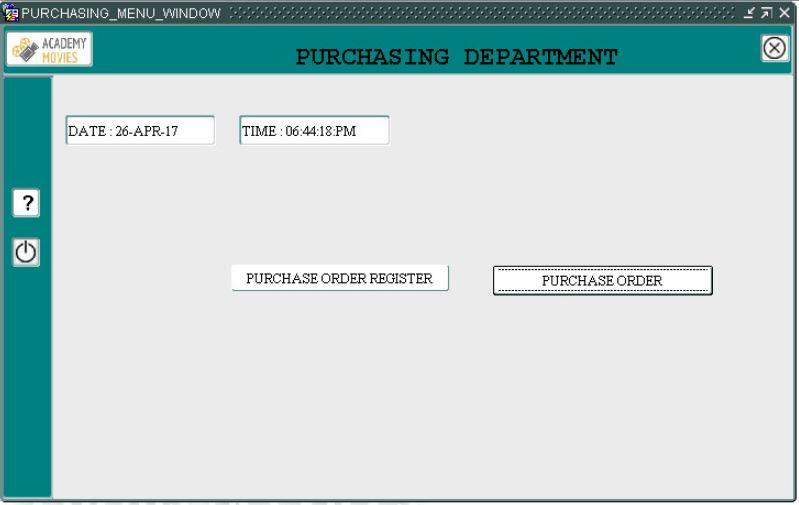 PURCHASING_MENU_WINDOW
ACADEMY
MOVIES
PURCHASING DEPARTMENT
DATE : 26-APR-17
TIME : 06:44:18:PM
?
PURCHASE ORDER REGISTER
PURCHASE ORDER